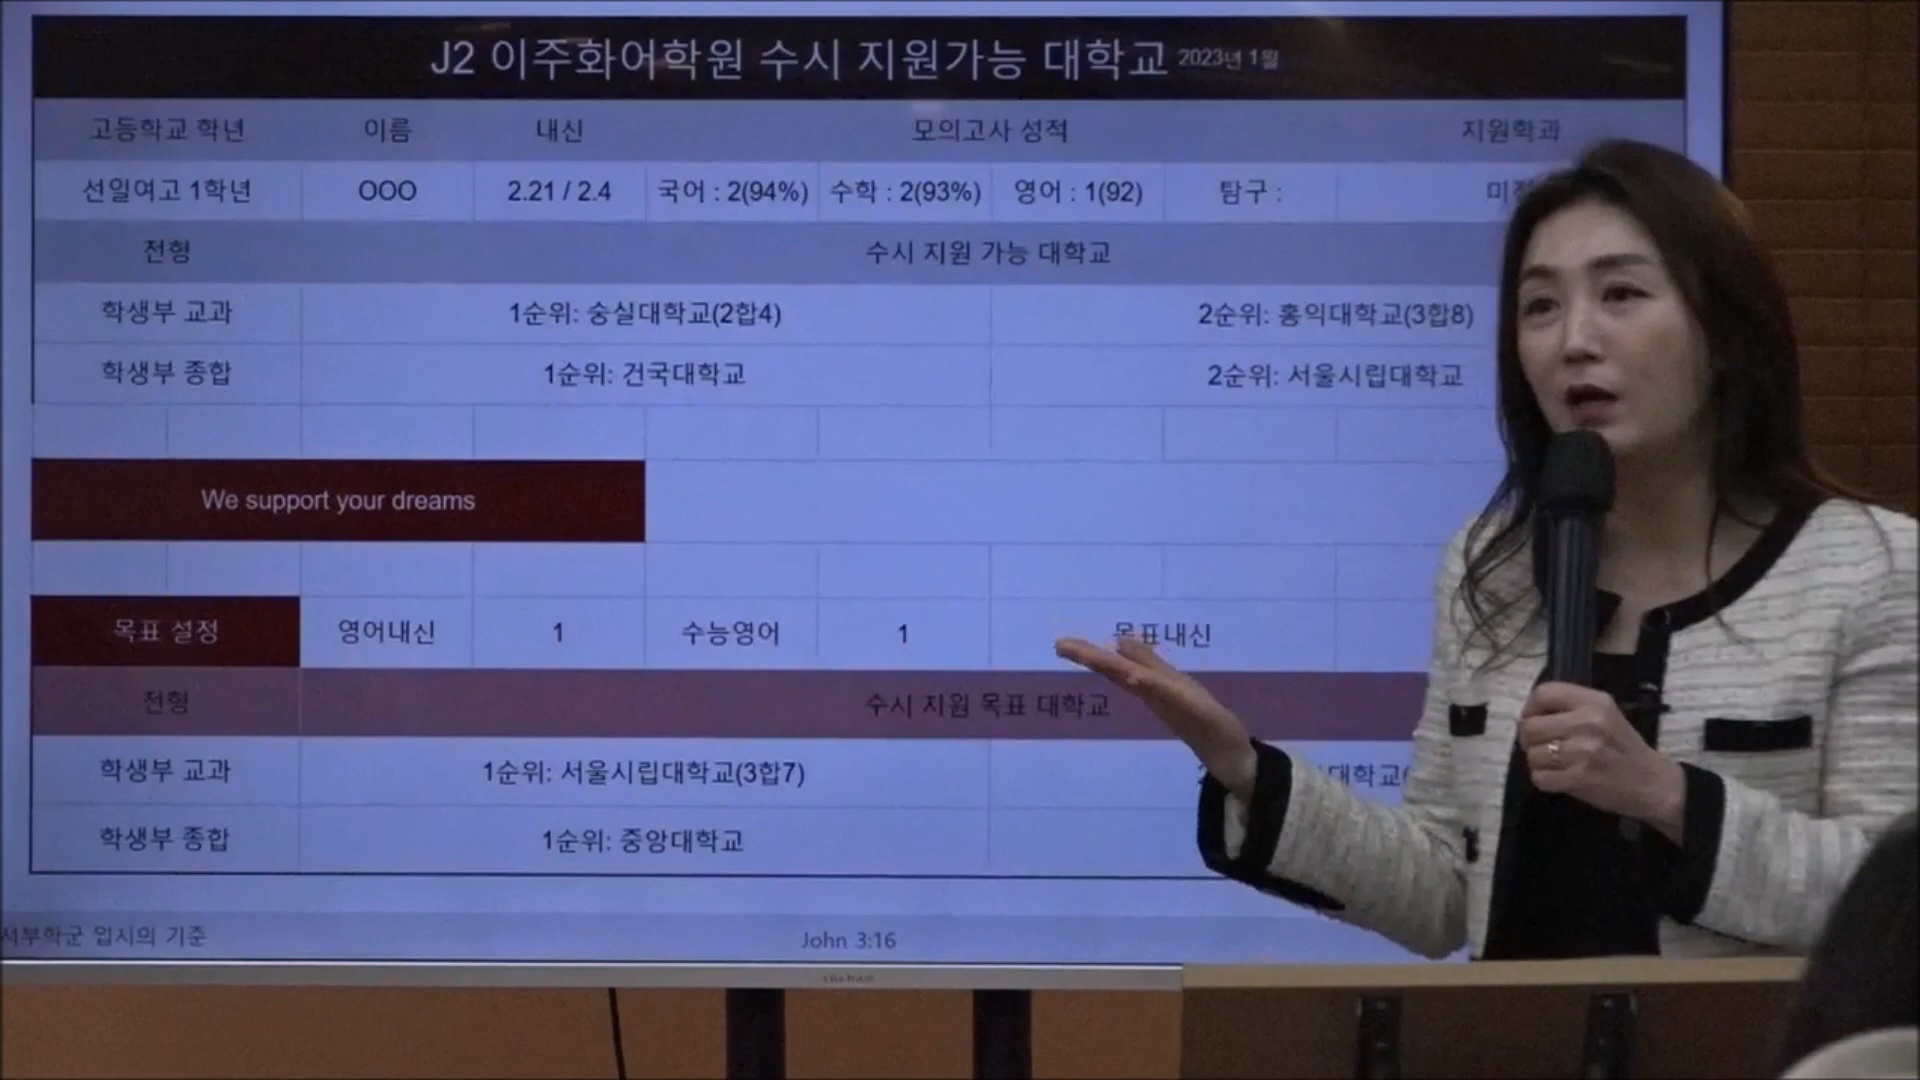 J2 이주화어학원 수시 지원가능 대학교 2023년 1월
고등학교 학년 이름 내신 모의고사 성적 지원학과
선일여고 1학년 OOO 2.21 / 2.4 국어 : 2(94%) 수학 : 2(93%) 영어 : 1(92) 탐구 :
전형 수시 지원 가능 대학교
학생부 교과 1순위: 숭실대학교(2합4) 2순위: 홍익대학교(3합8)
학생부 종합 1순위: 건국대학교 2순위: 서울시립대학교
We support your dreams
목표 설정 영어내신 1 수능영어 1 목표내신
전형 수시 지원 목표 대학교
학생부 교과 1순위: 서울시립대학교(3합7) 대학교(
학생부 종합 1순위: 중앙대학교
서부학군 입시의 기준 John 3:16